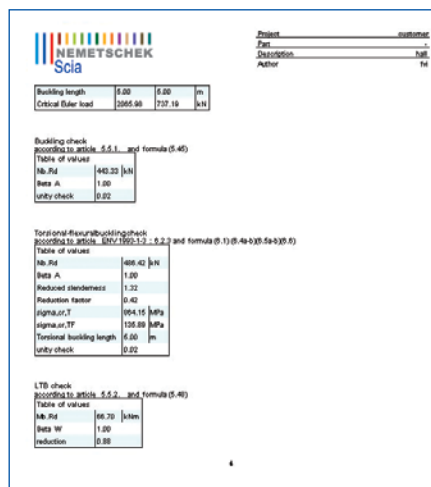 NEMETSCHEK
Scia
Project customer
Part -
Description hall
Author
Buckling length 5.00 5.00 m
Critical Euler load 2065.98 737.19 kN
Buckling check
according to article 5.5.1. and formula (5.45)
Table of values
Nb.Rd 443.33 kN
Beta A 1.00
unity check 0.02
Torsional-flexuralbucklingcheck
according to article ENV 1993-1-3 : 6.2.3 and formula (6.1) (6.4a-b)(6.5a-b)(6.6)
Table of values
Nb.Rd 486.42 kN
Beta A 1.00
Reduced slenderness 1.32
Reduction factor 0.42
sigma,cr,T 864.15 MPa
sigma,cr,TF 135.89 MPa
Torsional buckling length 5.00 m
unity check 0.02
LTB check
according to article 5.5.2. and formula (5.48)
Table of values
Mb.Rd 66.70 kNm
Beta W 1.00
reduction 0.88